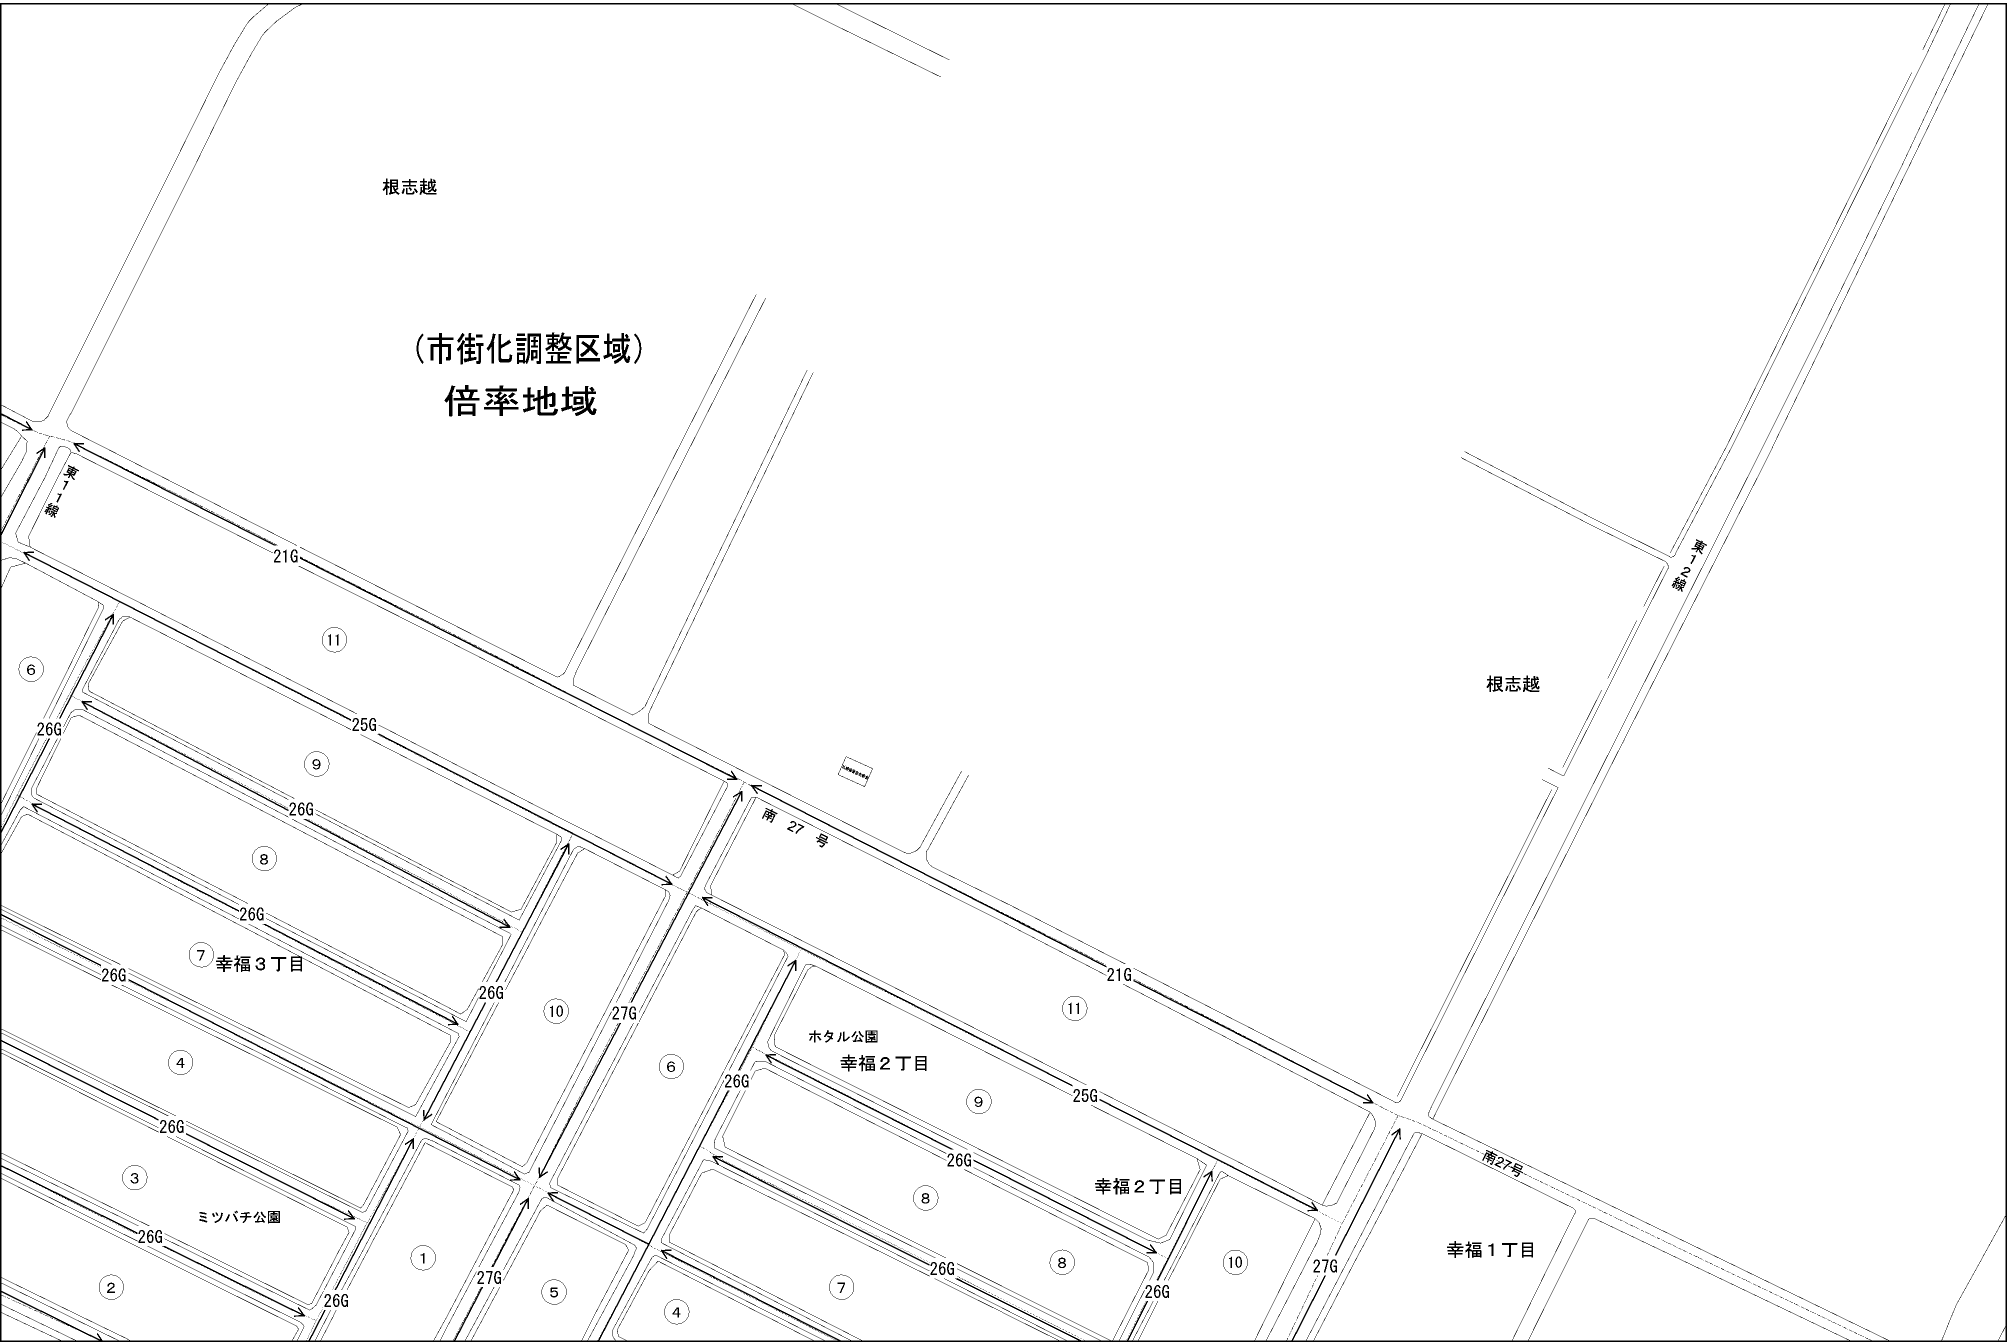 根志越
（市街化調整区域）
倍率地域
東11線
21G
東12線
⑪
⑥
根志越
26G
25G
⑨
26G
南 27 号
⑧
26G
⑦
幸福３丁目
26G
21G
26G
⑩
27G
⑪
ホタル公園
④
幸福２丁目
⑥
26G
25G
⑨
26G
26G
南27号
③
幸福２丁目
⑧
ミツバチ公園
26G
幸福１丁目
①
⑧
⑩
27G
26G
27G
②
⑤
⑦
26G
26G
④